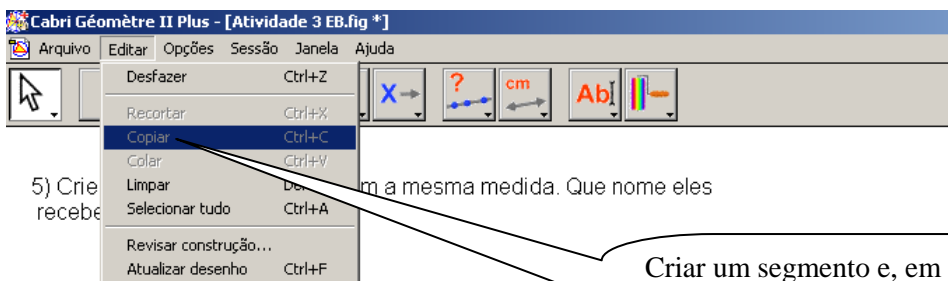 Cabri Géomètre II Plus - [Atividade 3 EB.fig *]
Arquivo Editar Opções Sessão Janela Ajuda
X ? cm Ab
Desfazer Ctrl+Z
Recortar Ctrl+X
Copiar Ctrl+C
Colar Ctrl+V
Limpar
Selecionar tudo Ctrl+A
Revisar construção...
Atualizar desenho Ctrl+F
5) Crie m a mesma medida. Que nome eles
recebe
Criar um segmento e, em